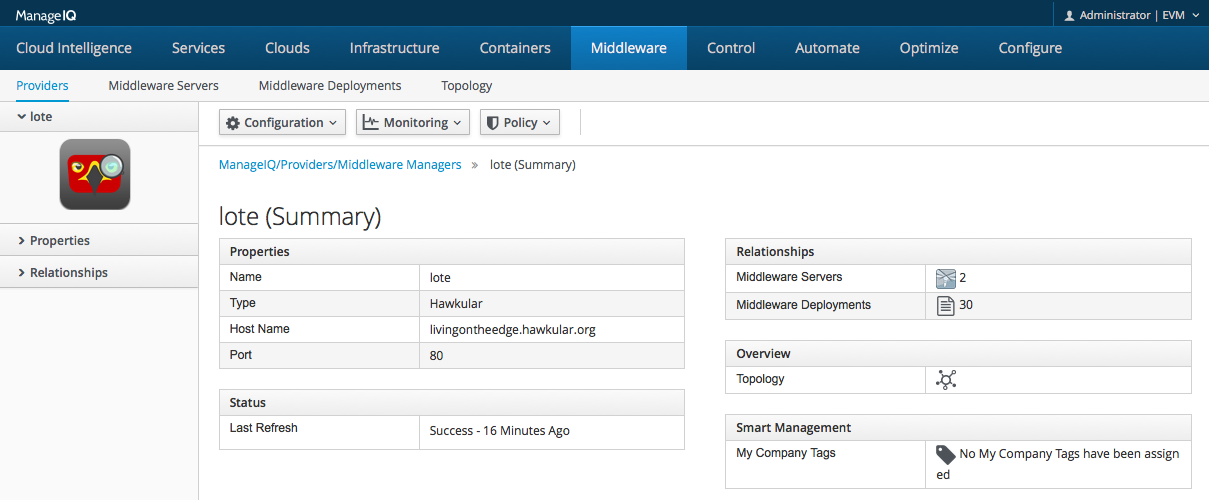 ManageIQ
Administrator | EVM
Cloud Intelligence Services Clouds Infrastructure Containers Middleware Control Automate Optimize Configure
Providers Middleware Servers Middleware Deployments Topology
lote
Properties
Relationships
Configuration Monitoring Policy
ManageIQ/Providers/Middleware Managers » lote (Summary)
lote (Summary)
Properties
Name lote
Type Hawkular
Host Name livingontheedge.hawkular.org
Port 80
Status
Last Refresh Success - 16 Minutes Ago
Relationships
Middleware Servers 2
Middleware Deployments 30
Overview
Topology
Smart Management
My Company Tags No My Company Tags have been assign
ed